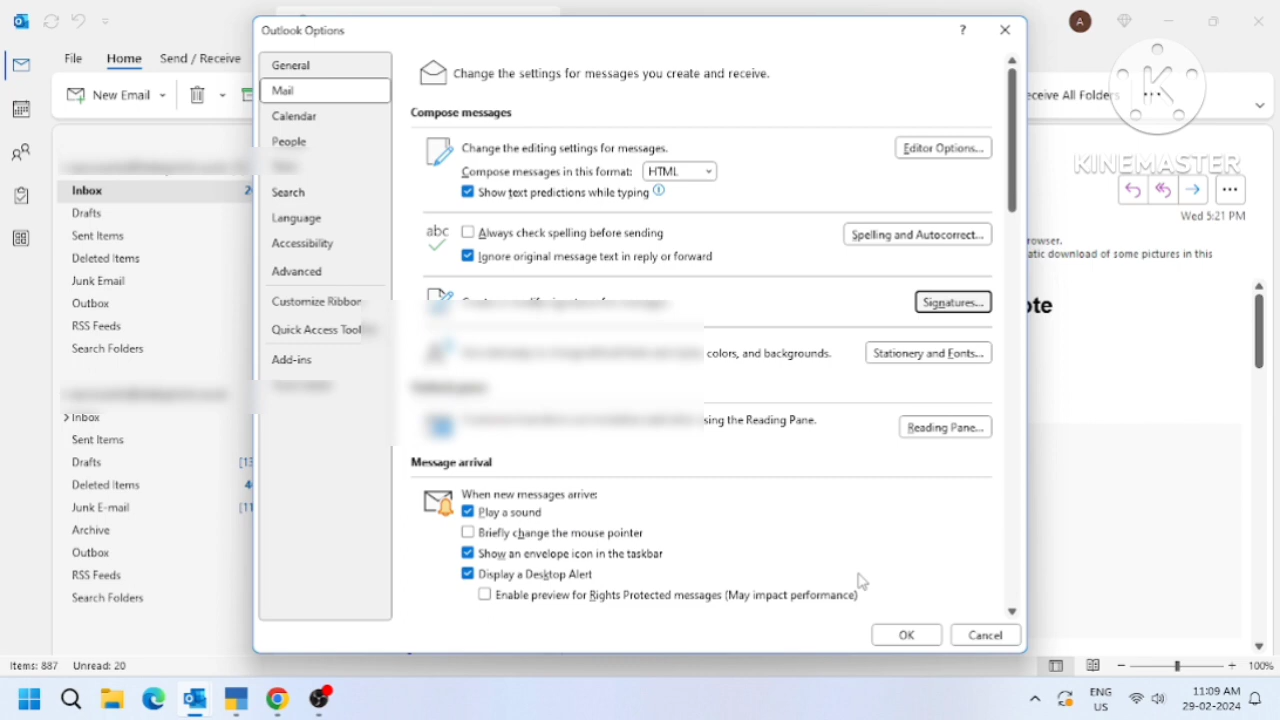 Outlook Options
?
A
File
Home
Send / Receive
New Email
eceive All Folders
KINEMASTER
Wed 5:21 PM
rowser.
atic download of some pictures in this
ote
Inbox
Drafts
Sent Items
Deleted Items
Junk Email
Outbox
RSS Feeds
Search Folders
Inbox
Sent Items
Drafts [13
Deleted Items
Junk E-mail [11
Archive
Outbox
RSS Feeds
Search Folders
General
Mail
Calendar
People
Search
Language
Accessibility
Advanced
Customize Ribbon
Quick Access Tool
Add-ins
Change the settings for messages you create and receive.
Compose messages
Change the editing settings for messages.
Editor Options...
Compose messages in this format: HTML
Show text predictions while typing
abc
Always check spelling before sending
Spelling and Autocorrect...
Ignore original message text in reply or forward
Signatures...
colors, and backgrounds.
Stationery and Fonts...
sing the Reading Pane.
Reading Pane...
Message arrival
When new messages arrive:
Play a sound
Briefly change the mouse pointer
Show an envelope icon in the taskbar
Display a Desktop Alert
Enable preview for Rights Protected messages (May impact performance)
OK
Cancel
Items: 887 Unread: 20
100%
ENG
US
11:09 AM
29-02-2024